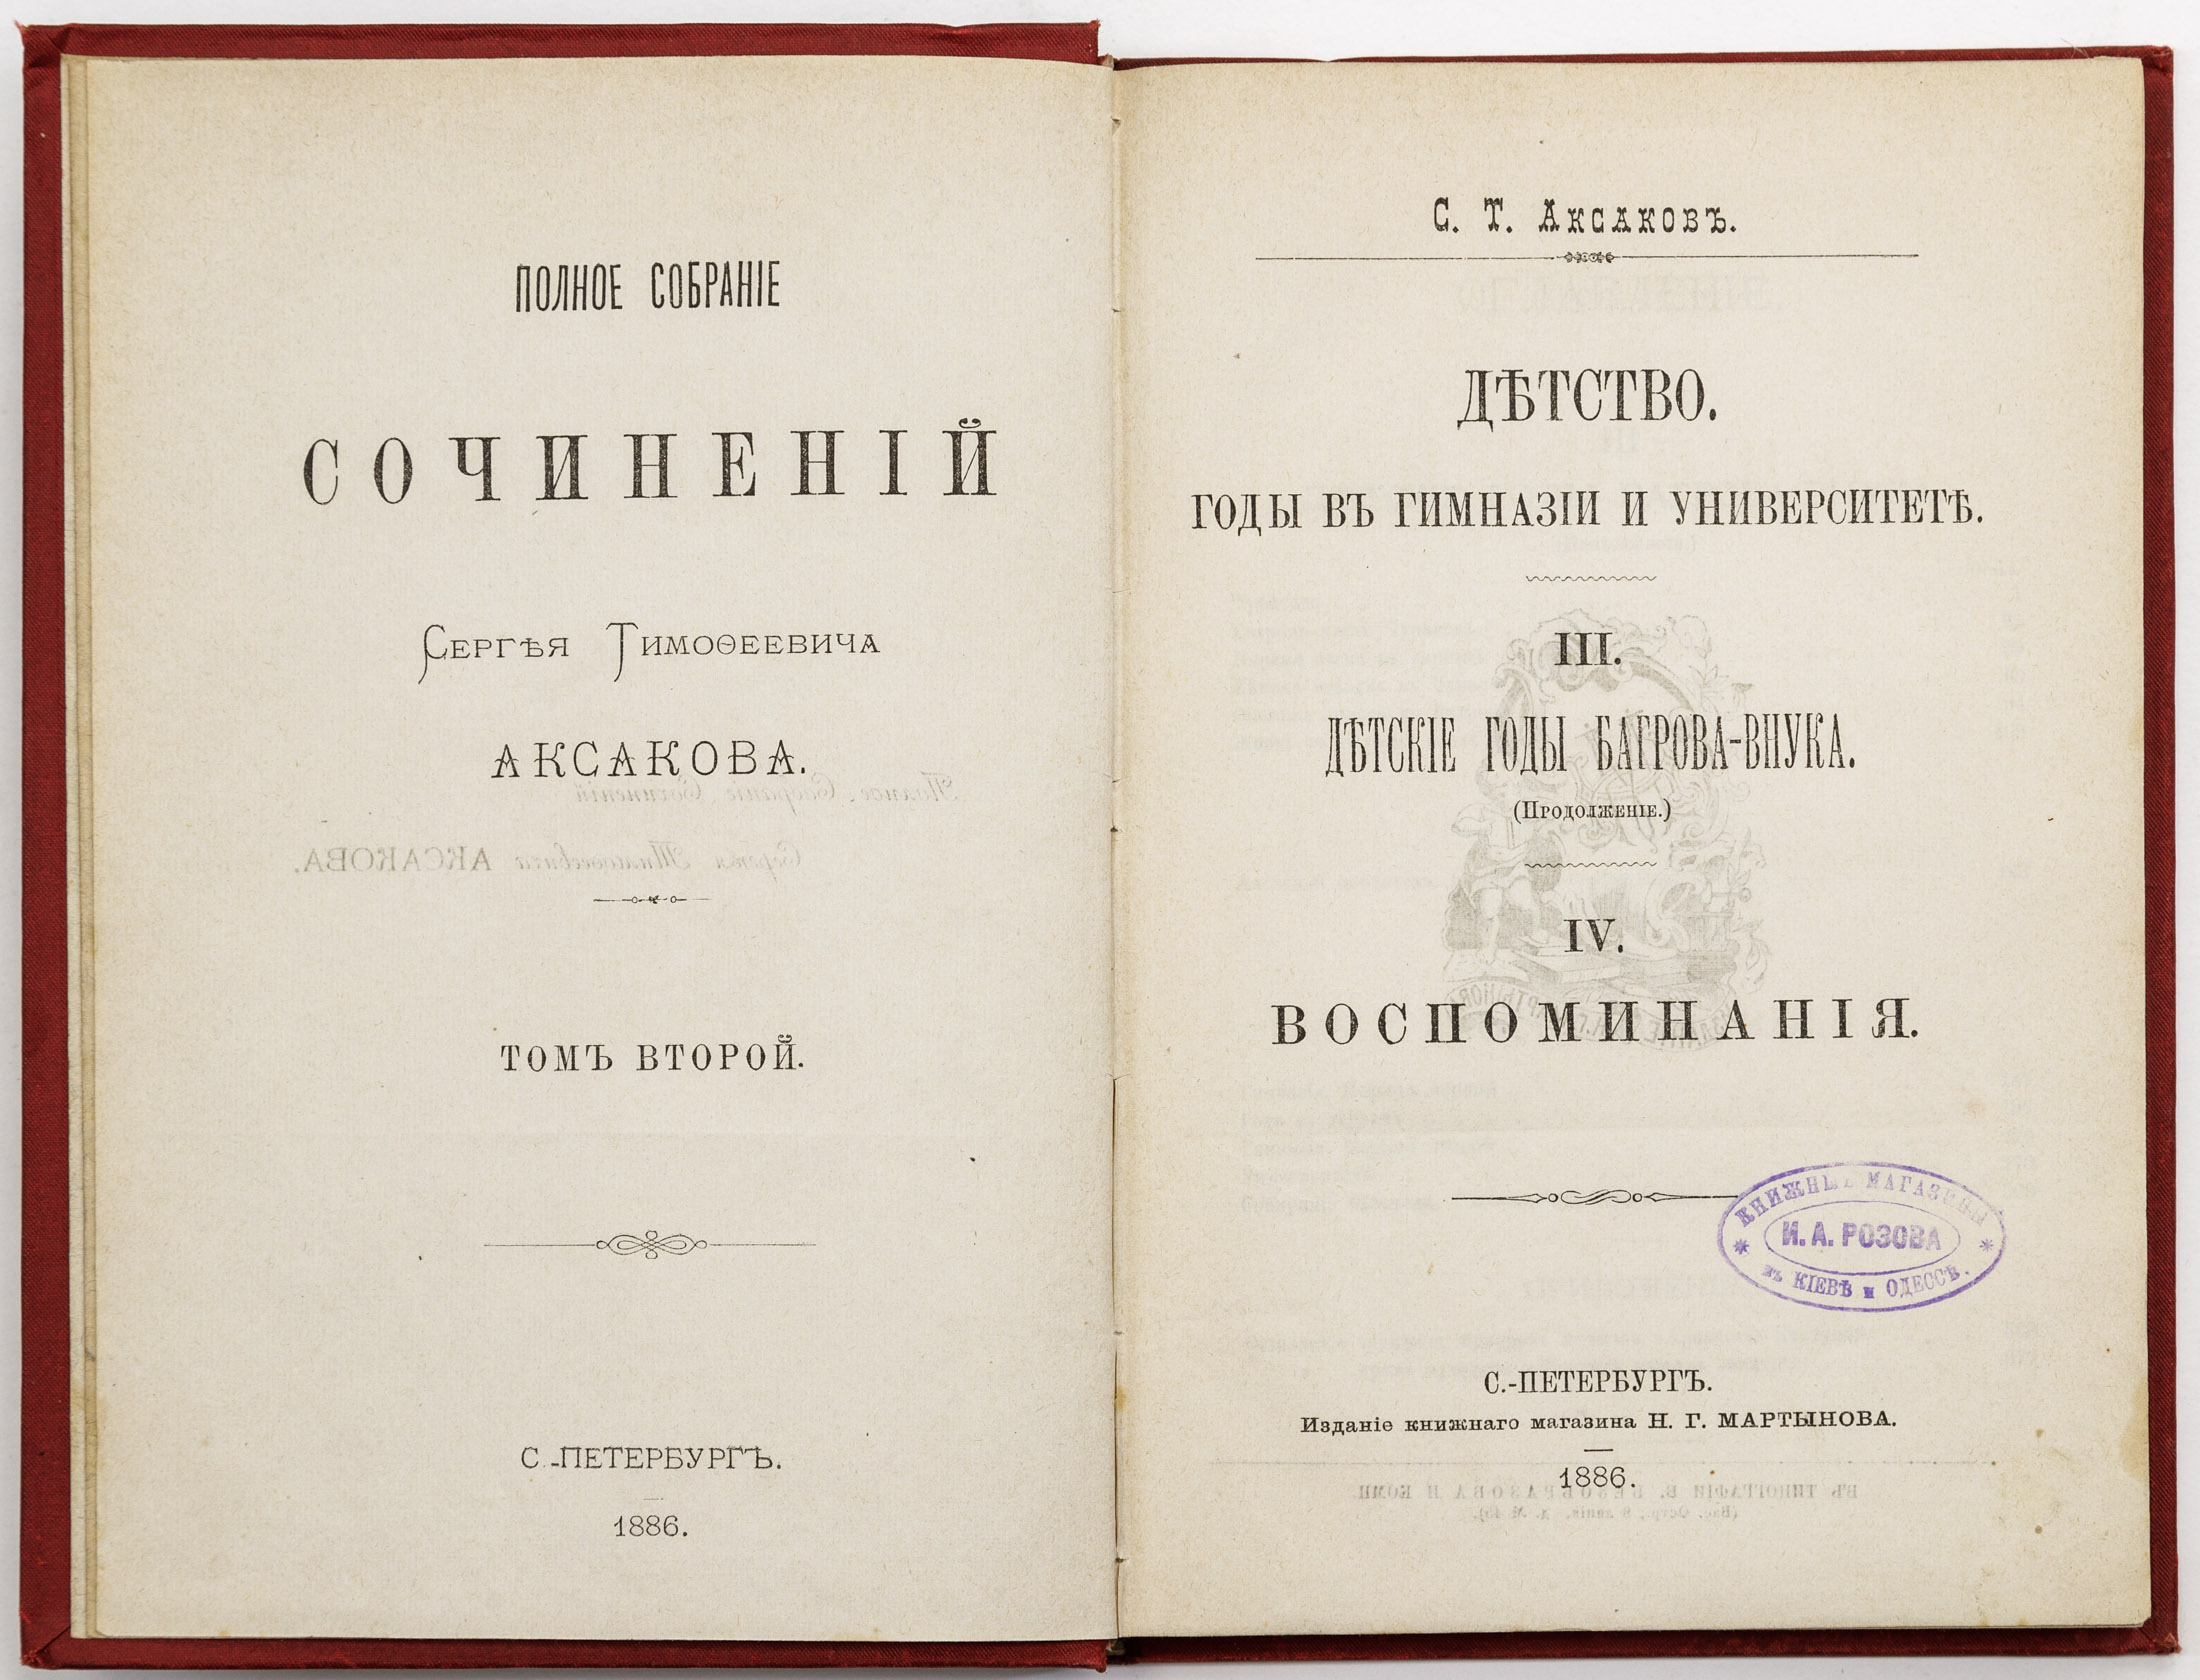 ПОЛНОЕ СОБРАНІЕ
СОЧИНЕНІЙ
СЕРГѢЯ ТИМОѲЕЕВИЧА
АКСАКОВА.
ТОМЪ ВТОРОЙ.
С.-ПЕТЕРБУРГЪ.
1886.
С. Т. АКСАКОВЪ.
ДѢТСТВО.
ГОДЫ ВЪ ГИМНАЗІИ И УНИВЕРСИТЕТѢ.
III.
ДѢТСКІЕ ГОДЫ БАГРОВА-ВНУКА.
(ПРОДОЛЖЕНІЕ.)
IV.
ВОСПОМИНАНІЯ.
КНИЖНЫЕ МАГАЗИНЫ
И. А. РОЗОВА
въ КІЕВѢ и ОДЕССѢ.
С.-ПЕТЕРБУРГЪ.
Изданіе книжнаго магазина Н. Г. МАРТЫНОВА.
1886.